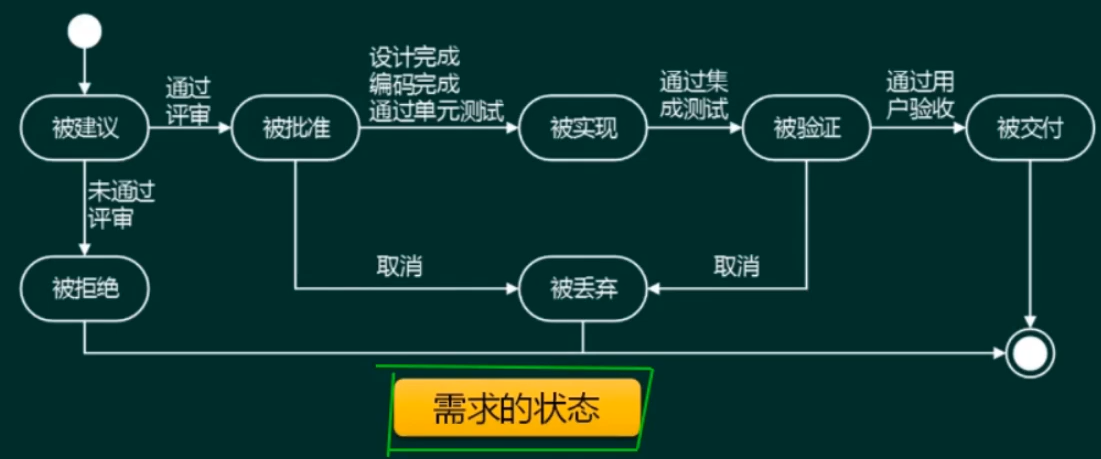 设计完成
编码完成
通过单元测试
通过
评审
通过集
成测试
通过用
户验收
被建议
被批准
被实现
被验证
被交付
未通过
评审
取消
取消
被拒绝
被丢弃
需求的状态